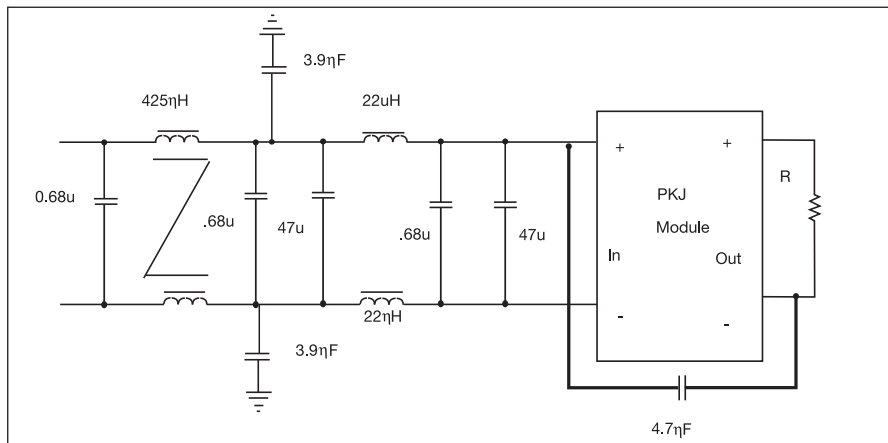 3.9ηF
425ηH
22uH
+
+
0.68u
.68u
47u
.68u
47u
PKJ
Module
R
In
Out
-
-
22ηH
3.9ηF
4.7ηF